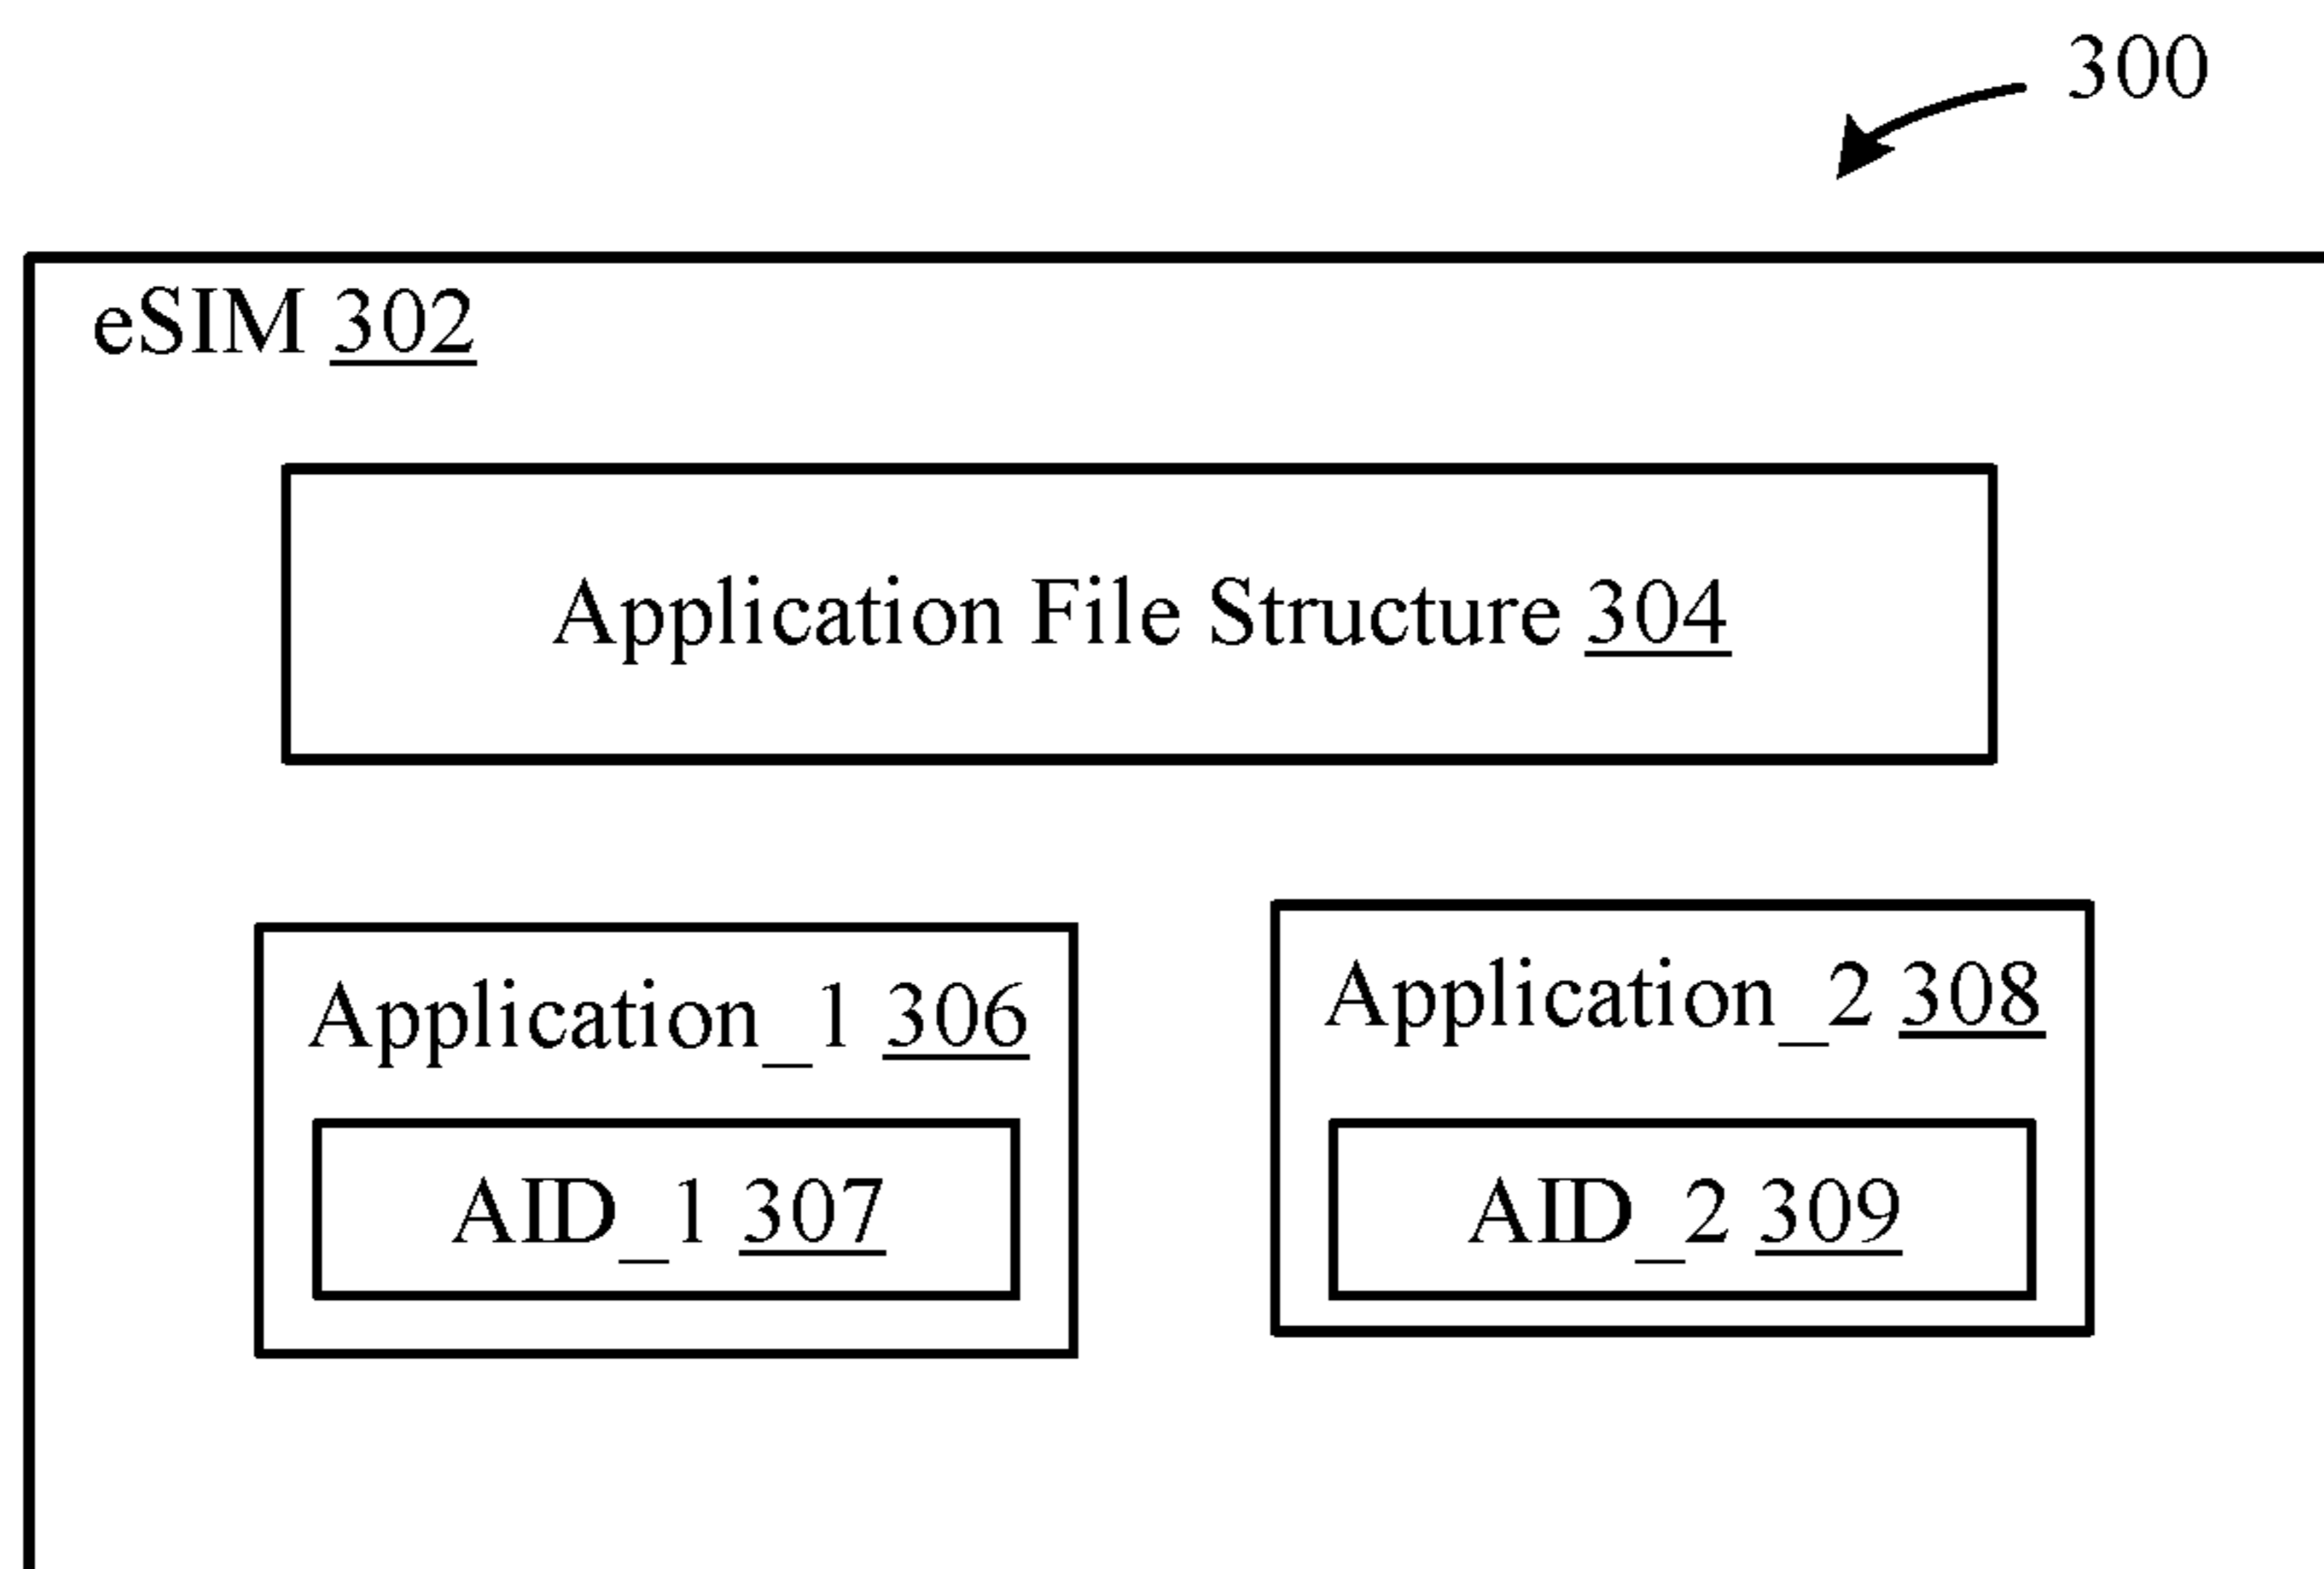 300
eSIM 302
Application File Structure 304
Application_1 306
AID_1 307
Application_2 308
AID_2 309